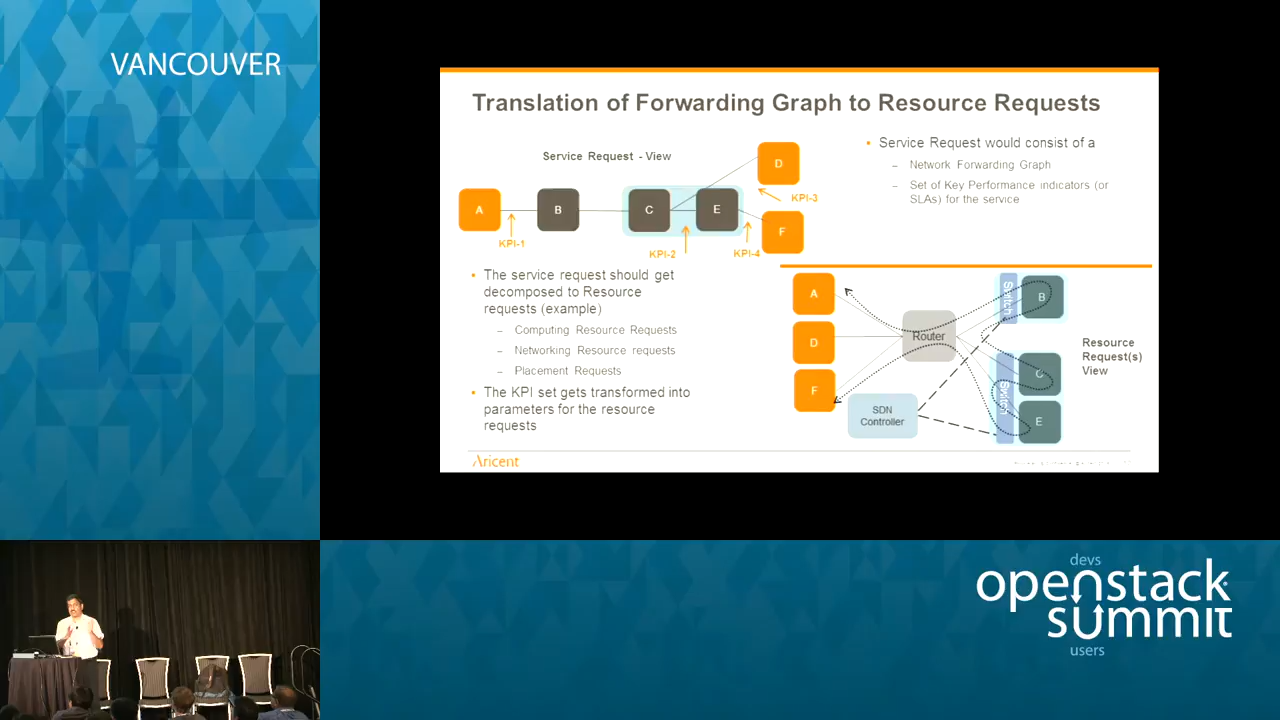 VANCOUVER
Translation of Forwarding Graph to Resource Requests
Service Request - View
A
B
C
E
D
F
KPI-1
KPI-2
KPI-3
KPI-4
Service Request would consist of a
Network Forwarding Graph
Set of Key Performance indicators (or
SLAs) for the service
The service request should get
decomposed to Resource
requests (example)
Computing Resource Requests
Networking Resource requests
Placement Requests
The KPI set gets transformed into
parameters for the resource
requests
A
D
F
Router
SDN
Controller
Switch
B
Switch
C
E
Resource
Request(s)
View
Aricent
devs
openstack
summit
users